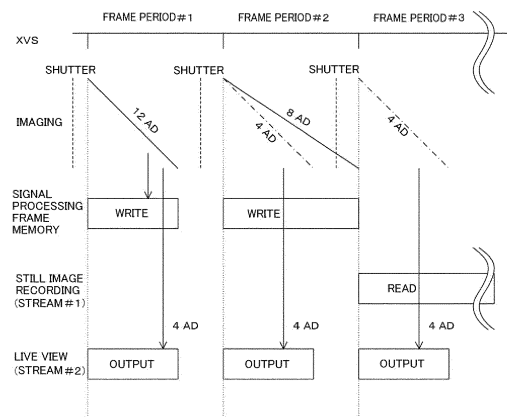 FRAME PERIOD#1 FRAME PERIOD#2 FRAME PERIOD#3
XVS
SHUTTER SHUTTER SHUTTER
IMAGING
12 AD 4 AD 8 AD 4 AD
SIGNAL
PROCESSING
FRAME
MEMORY
WRITE WRITE
STILL IMAGE
RECORDING
(STREAM#1)
READ
4 AD 4 AD 4 AD
LIVE VIEW
(STREAM#2)
OUTPUT OUTPUT OUTPUT